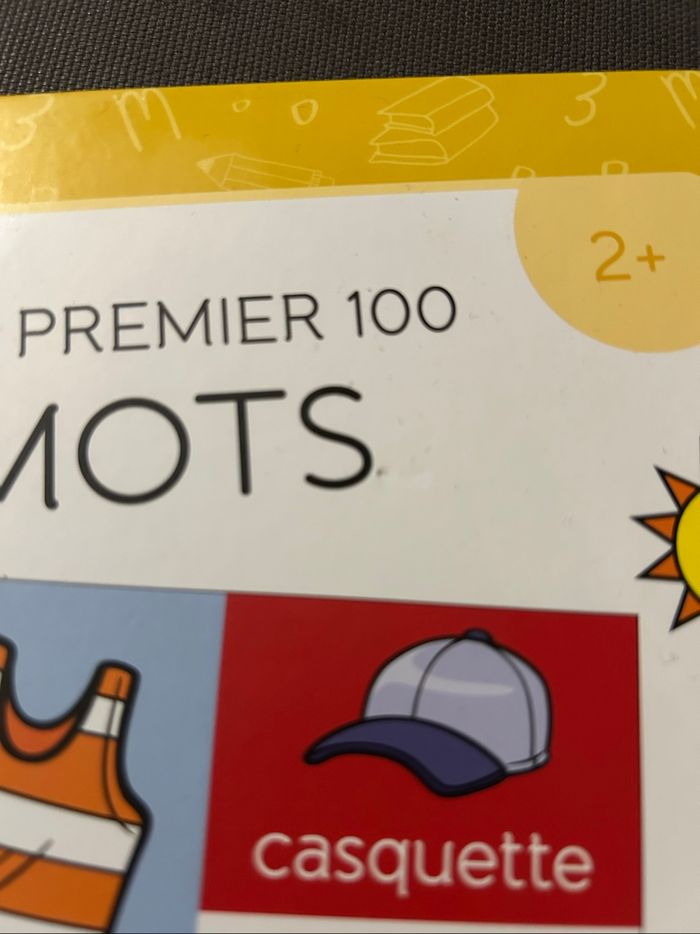 2+
PREMIER 100
MOTS
casquette